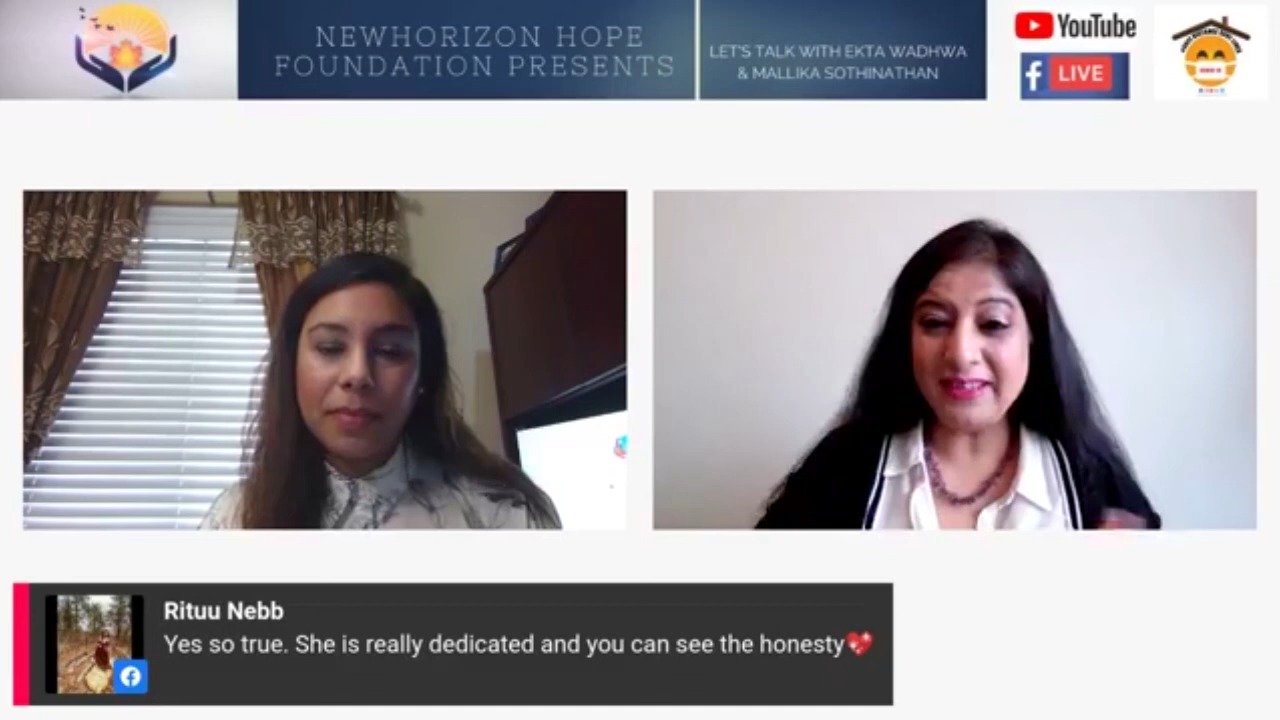 NEWHORIZON HOPE
FOUNDATION PRESENTS
LET'S TALK WITH EKTA WADHWA
& MALLIKA SOTHINATHAN
YouTube
f LIVE
Rituu Nebb
Yes so true. She is really dedicated and you can see the honesty💖